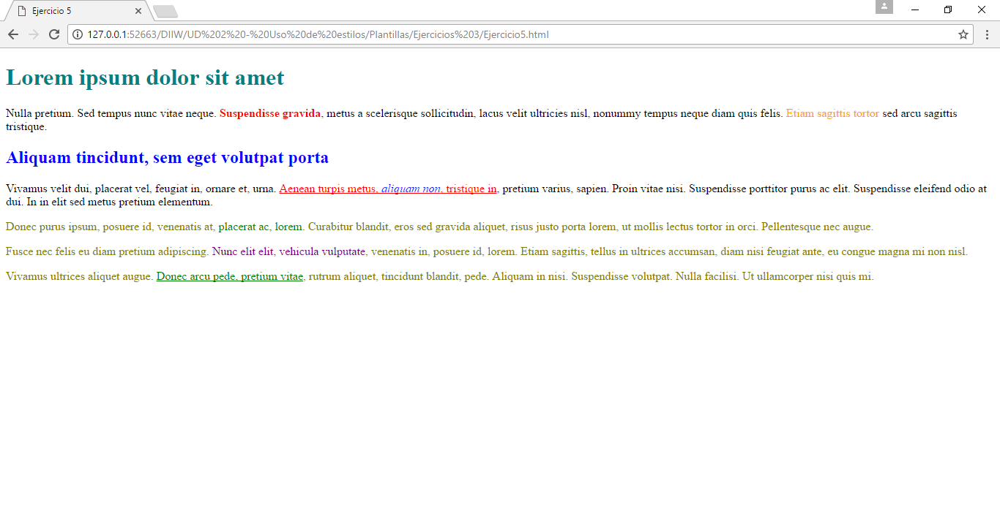 Ejercicio 5
127.0.0.1:52663/DIIW/UD%202%20-%20Uso%20de%20estilos/Plantillas/Ejercicios%203/Ejercicio5.html
Lorem ipsum dolor sit amet
Nulla pretium. Sed tempus nunc vitae neque. Suspendisse gravida, metus a scelerisque sollicitudin, lacus velit ultricies nisl, nonummy tempus neque diam quis felis. Etiam sagittis tortor sed arcu sagittis
tristique.
Aliquam tincidunt, sem eget volutpat porta
Vivamus velit dui, placerat vel, feugiat in, ornare et, urna. Aenean turpis metus, aliquam non, tristique in, pretium varius, sapien. Proin vitae nisi. Suspendisse porttitor purus ac elit. Suspendisse eleifend odio at
dui. In in elit sed metus pretium elementum.
Donec purus ipsum, posuere id, venenatis at, placerat ac, lorem. Curabitur blandit, eros sed gravida aliquet, risus justo porta lorem, ut mollis lectus tortor in orci. Pellentesque nec augue.
Fusce nec felis eu diam pretium adipiscing. Nunc elit elit, vehicula vulputate, venenatis in, posuere id, lorem. Etiam sagittis, tellus in ultrices accumsan, diam nisi feugiat ante, eu congue magna mi non nisl.
Vivamus ultrices aliquet augue. Donec arcu pede, pretium vitae, rutrum aliquet, tincidunt blandit, pede. Aliquam in nisi. Suspendisse volutpat. Nulla facilisi. Ut ullamcorper nisi quis mi.